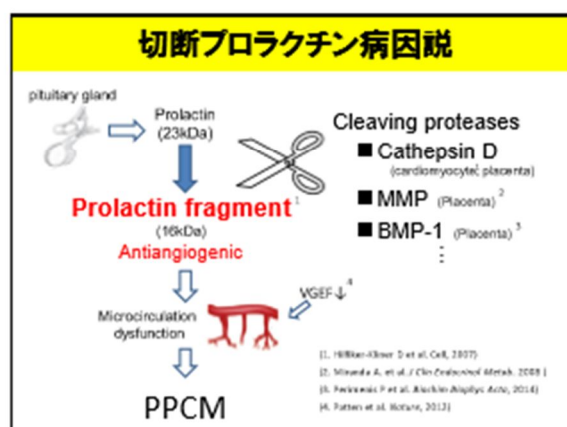 切断プロラクチン病因説
pituitary gland
Prolactin
(23kDa)
Cleaving proteases
■ Cathepsin D
(cardiomyocyte, placenta)
Prolactin fragment 1
■ MMP (Placenta) 2
(16kDa)
■ BMP-1 (Placenta) 3
Antiangiogenic
⋮
VGEF↓ 4
Microcirculation
dysfunction
PPCM
(1. Hilfiker-Kleiner D et al. Cell, 2007)
(2. Miranda A. et al. J Clin Endocrinol Metab. 2008 )
(3. Perimenis P et al. Biochim Biophys Acta, 2014)
(4. Patten et al. Nature, 2012)